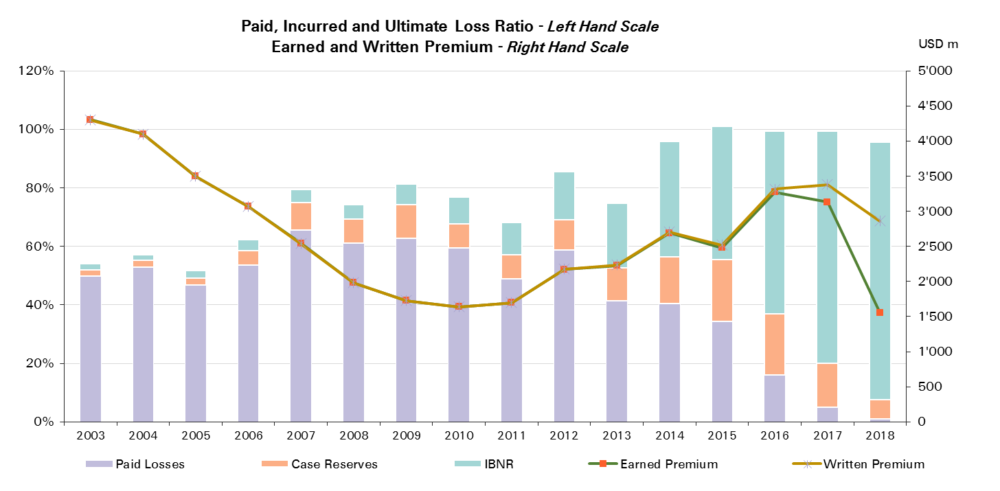 Paid, Incurred and Ultimate Loss Ratio - Left Hand Scale
Earned and Written Premium - Right Hand Scale
USD m
120% 5'000
4'500
100% 4'000
80% 3'500
3'000
60% 2'500
2'000
40% 1'500
20% 1'000
500
0% 0
2003 2004 2005 2006 2007 2008 2009 2010 2011 2012 2013 2014 2015 2016 2017 2018
Paid Losses Case Reserves IBNR Earned Premium Written Premium